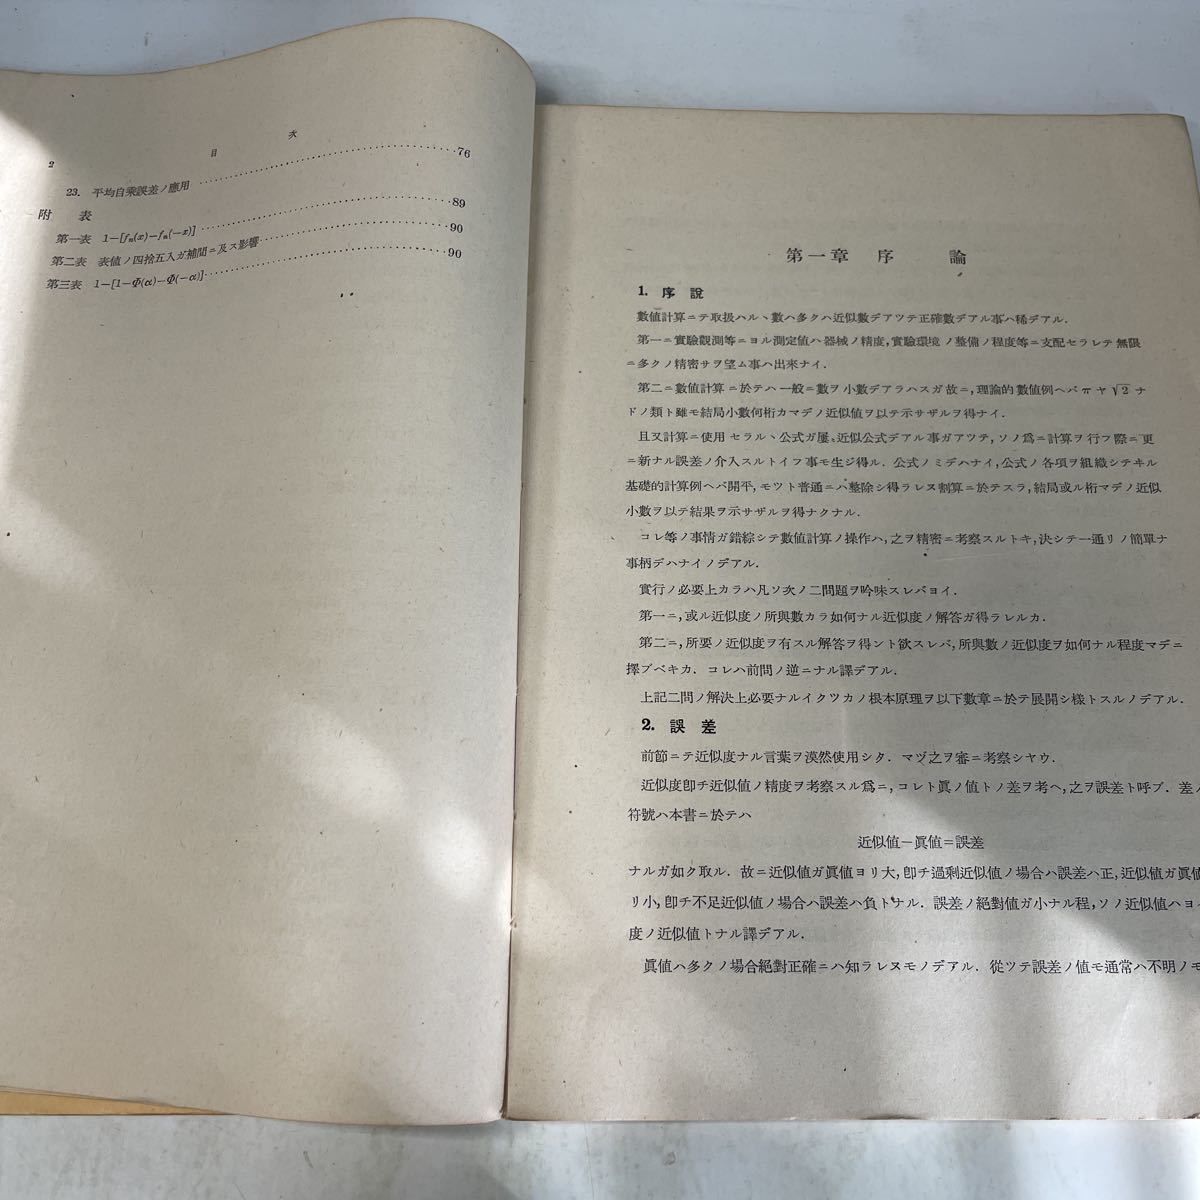 2
目 次
23. 平均自乘誤差ノ應用 76
附 表
第一表 1−[fn(x)−fn(−x)] 89
第二表 表値ノ四捨五入ガ補間ニ及ス影響 90
第三表 1−[1−Φ(α)−Φ(−α)] 90
第一章 序 論
1. 序 說
數値計算ニテ取扱ハルヽ數ハ多クハ近似數デアツテ正確數デアル事ハ稀デアル.
第一ニ實驗觀測等ニヨル測定値ハ器械ノ精度, 實驗環境ノ整備ノ程度等ニ支配セラレテ無限
ニ多クノ精密サヲ望ム事ハ出來ナイ.
第二ニ數値計算ニ於テハ一般ニ數ヲ小數デアラハスガ故ニ, 理論的數値例ヘバ π ヤ √2 ナ
ドノ類ト雖モ結局小數何桁カマデノ近似値ヲ以テ示サザルヲ得ナイ.
且又計算ニ使用セラルヽ公式ガ屢〻近似公式デアル事ガアツテ, ソノ爲ニ計算ヲ行フ際ニ更
ニ新ナル誤差ノ介入スルトイフ事モ生ジ得ル. 公式ノミデハナイ, 公式ノ各項ヲ組織シテキル
基礎的計算例ヘバ開平, モツト普通ニハ整除シ得ラレヌ割算ニ於テスラ, 結局或ル桁マデノ近似
小數ヲ以テ結果ヲ示サザルヲ得ナクナル.
コレ等ノ事情ガ錯綜シテ數値計算ノ操作ハ, 之ヲ精密ニ考察スルトキ, 決シテ一通リノ簡單ナ
事柄デハナイノデアル.
實行ノ必要上カラハ凡ソ次ノ二問題ヲ吟味スレバヨイ.
第一ニ, 或ル近似度ノ所與數カラ如何ナル近似度ノ解答ガ得ラレルカ.
第二ニ, 所要ノ近似度ヲ有スル解答ヲ得ント欲スレバ, 所與數ノ近似度ヲ如何ナル程度マデニ
擇ブベキカ. コレハ前問ノ逆ニナル譯デアル.
上記二問ノ解決上必要ナルイクツカノ根本原理ヲ以下數章ニ於テ展開シ樣トスルノデアル.
2. 誤 差
前節ニテ近似度ナル言葉ヲ漠然使用シタ. マヅ之ヲ審ニ考察シヤウ.
近似度卽チ近似値ノ精度ヲ考察スル爲ニ, コレト眞ノ値トノ差ヲ考ヘ, 之ヲ誤差ト呼ブ. 差ノ
符號ハ本書ニ於テハ
近似値−眞値=誤差
ナルガ如ク取ル. 故ニ近似値ガ眞値ヨリ大, 卽チ過剩近似値ノ場合ハ誤差ハ正, 近似値ガ眞値
リ小, 卽チ不足近似値ノ場合ハ誤差ハ負トナル. 誤差ノ絕對値ガ小ナル程, ソノ近似値ハヨ
度ノ近似値トナル譯デアル.
眞値ハ多クノ場合絕對正確ニハ知ラレヌモノデアル. 從ツテ誤差ノ値モ通常ハ不明ノモ